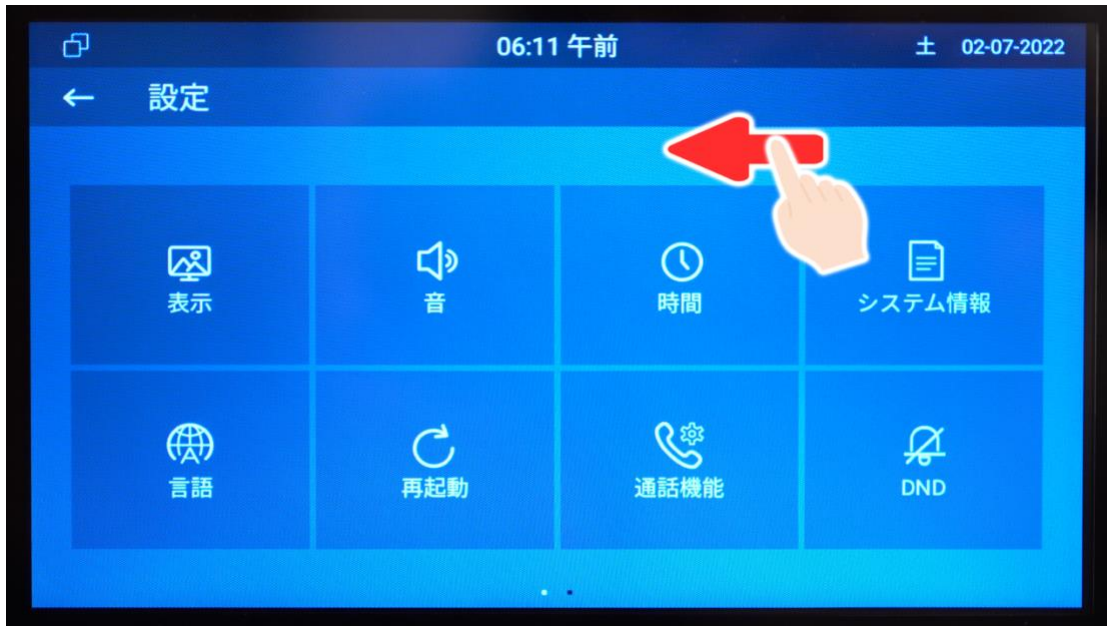 06:11 午前
土 02-07-2022
設定
表示
音
時間
システム情報
言語
再起動
通話機能
DND